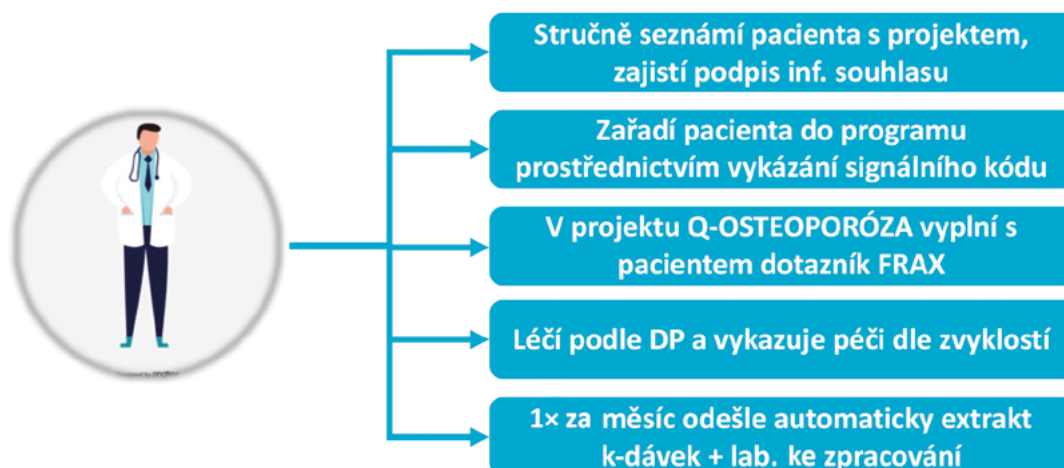 Stručně seznámí pacienta s projektem,
zajistí podpis inf. souhlasu
Zařadí pacienta do programu
prostřednictvím vykázání signálního kódu
V projektu Q-OSTEOPORÓZA vyplní s
pacientem dotazník FRAX
Léčí podle DP a vykazuje péči dle zvyklostí
1× za měsíc odešle automaticky extrakt
k-dávek + lab. ke zpracování